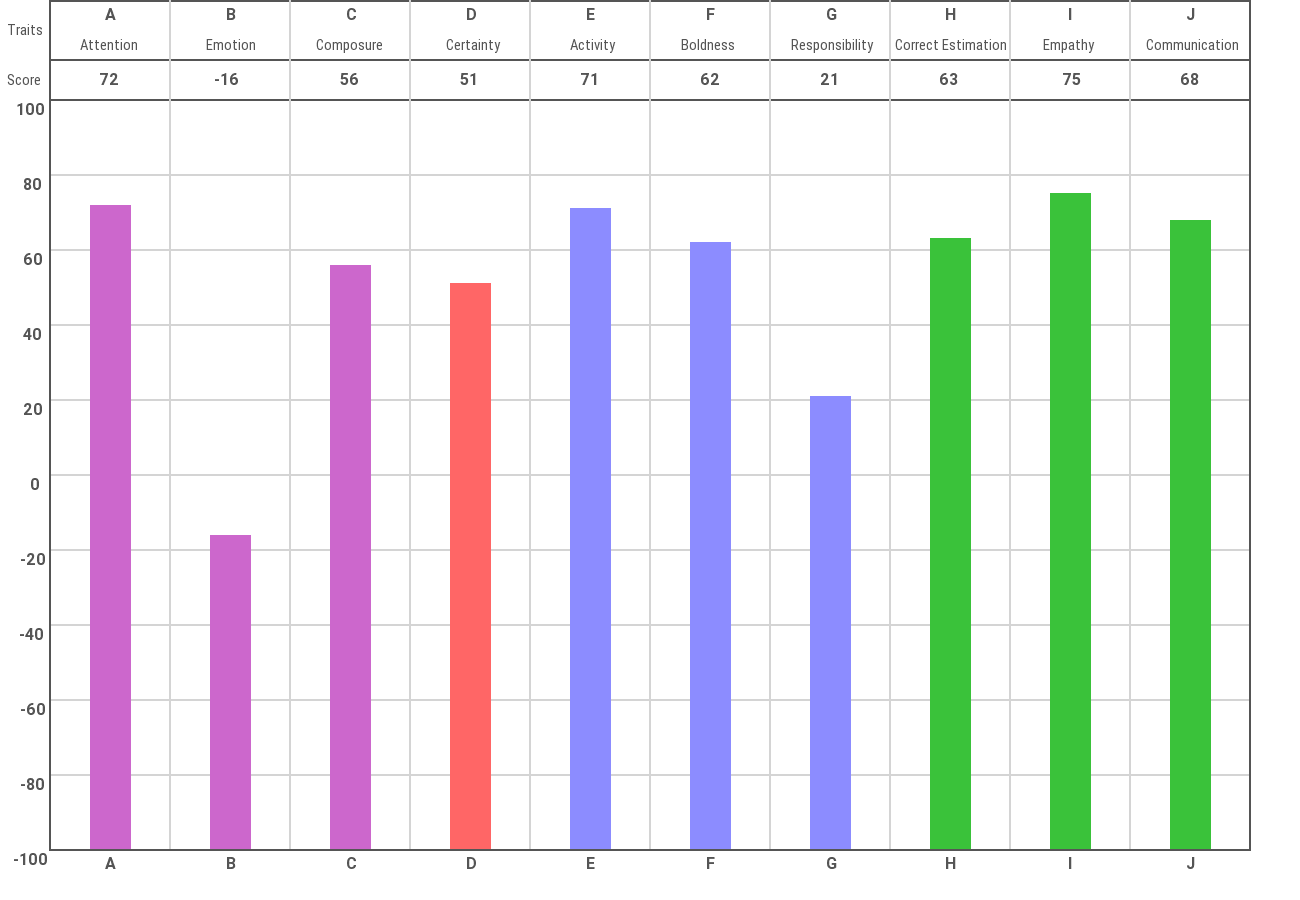 A B C D E F G H I J
Traits
Attention Emotion Composure Certainty Activity Boldness Responsibility Correct Estimation Empathy Communication
Score 72 -16 56 51 71 62 21 63 75 68
100
80
60
40
20
0
-20
-40
-60
-80
-100
A B C D E F G H I J